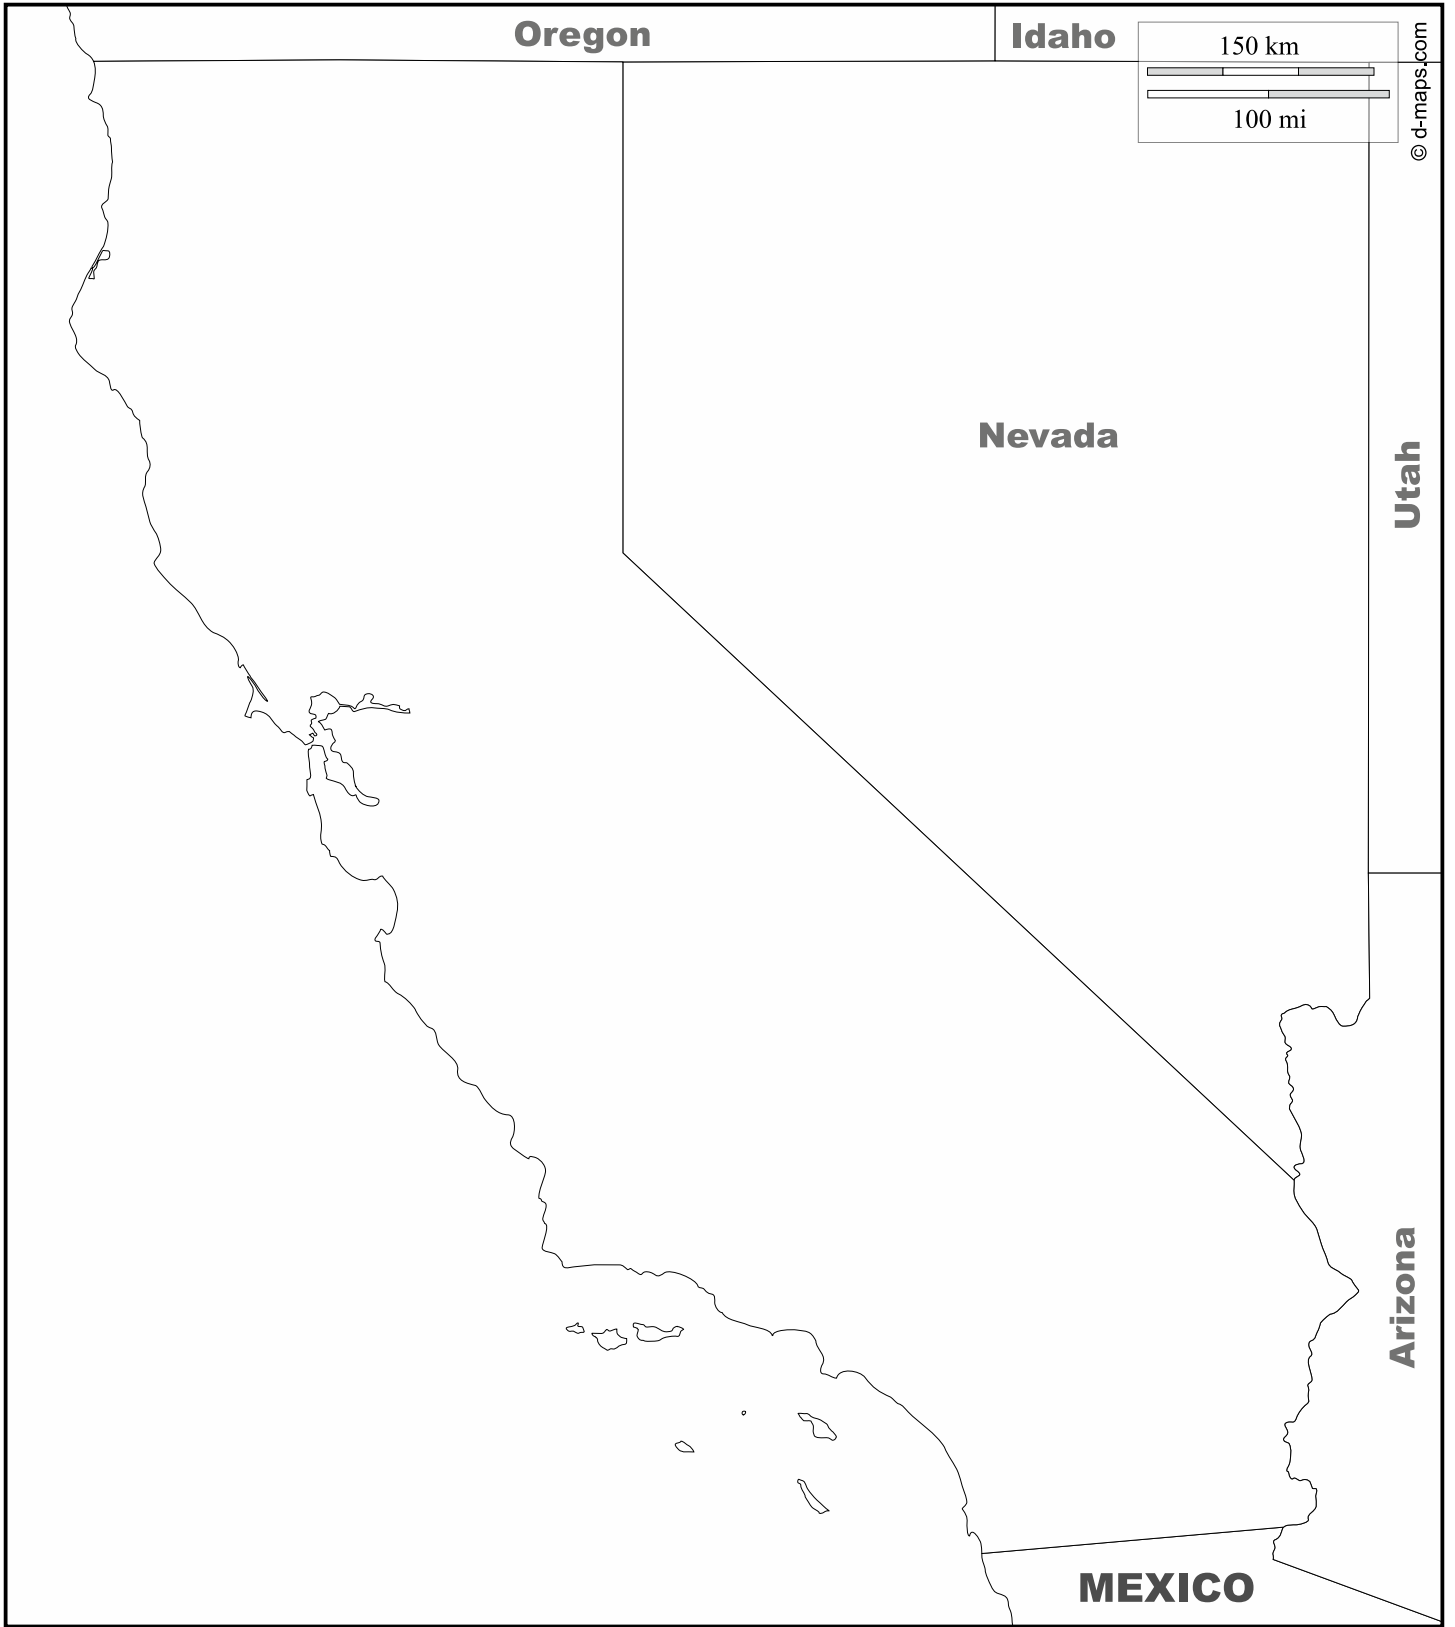 Oregon
Idaho
150 km
100 mi
© d-maps.com
Nevada
Utah
Arizona
MEXICO